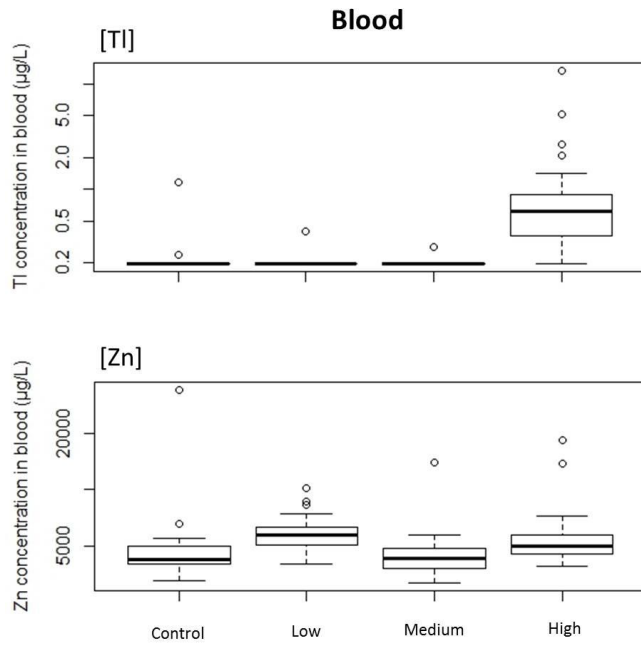 Blood
[Tl]
Tl concentration in blood (µg/L)
5.0
2.0
0.5
0.2
[Zn]
Zn concentration in blood (µg/L)
20000
5000
Control Low Medium High